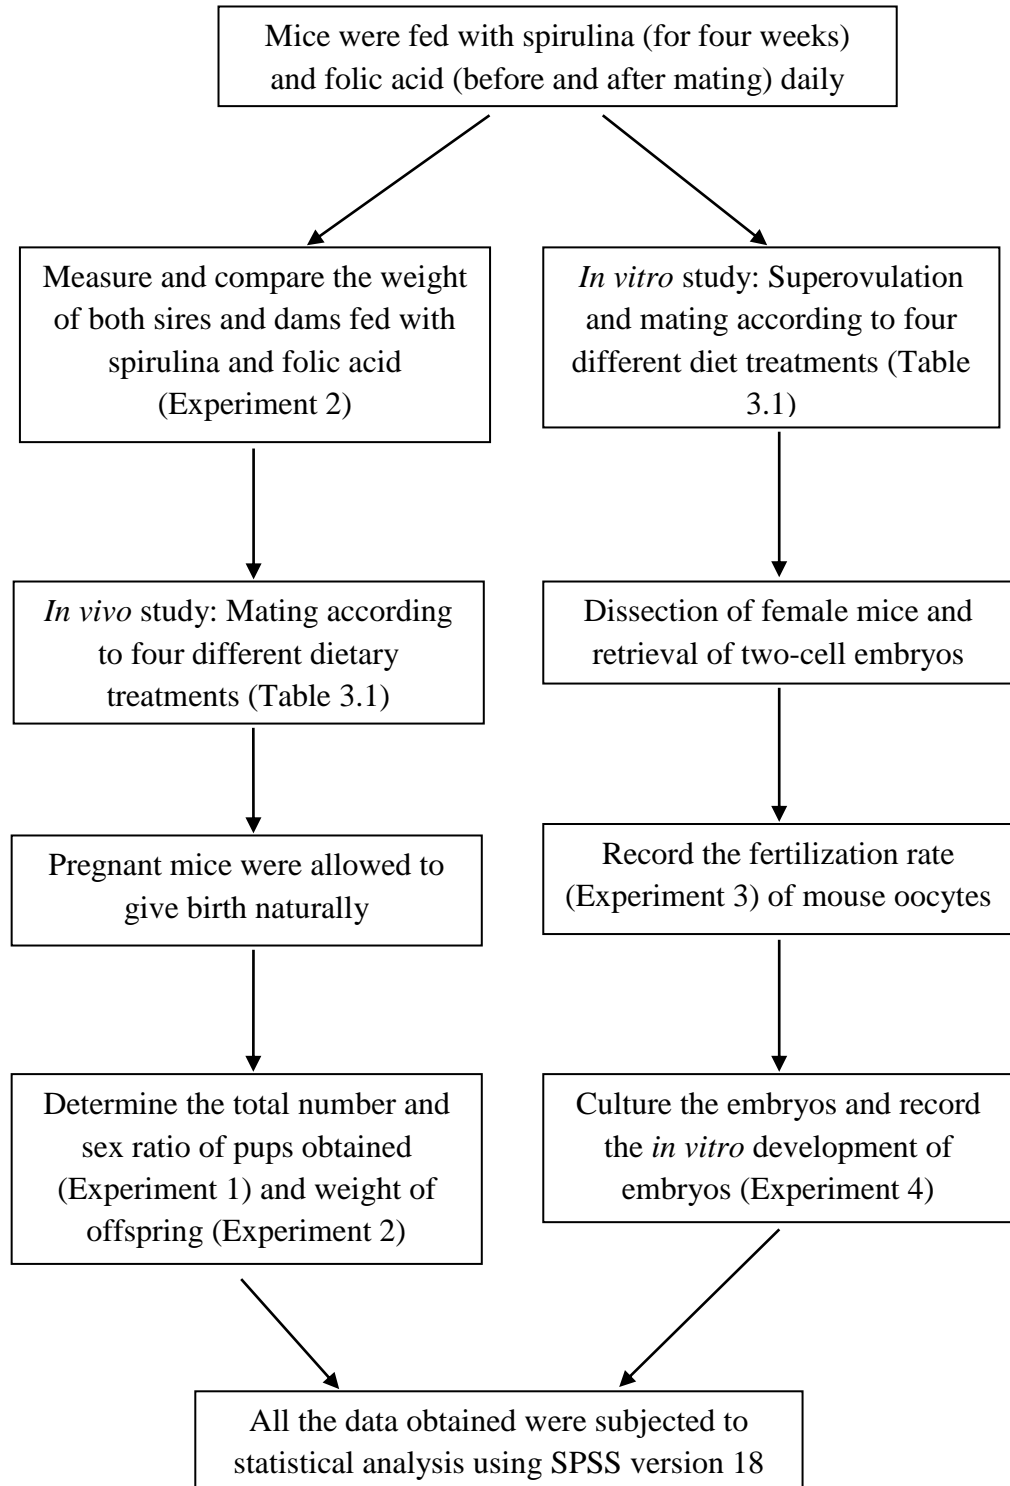 Mice were fed with spirulina (for four weeks)
and folic acid (before and after mating) daily
Measure and compare the weight
of both sires and dams fed with
spirulina and folic acid
(Experiment 2)
In vitro study: Superovulation
and mating according to four
different diet treatments (Table
3.1)
In vivo study: Mating according
to four different dietary
treatments (Table 3.1)
Dissection of female mice and
retrieval of two-cell embryos
Pregnant mice were allowed to
give birth naturally
Record the fertilization rate
(Experiment 3) of mouse oocytes
Determine the total number and
sex ratio of pups obtained
(Experiment 1) and weight of
offspring (Experiment 2)
Culture the embryos and record
the in vitro development of
embryos (Experiment 4)
All the data obtained were subjected to
statistical analysis using SPSS version 18